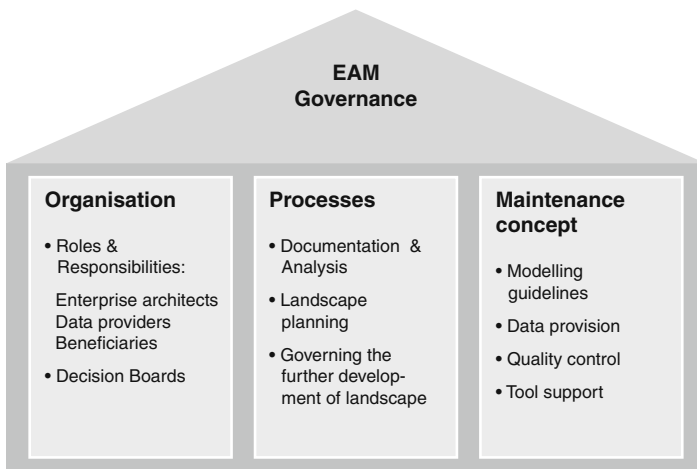 EAM
Governance
Organisation
• Roles &
Responsibilities:
Enterprise architects
Data providers
Beneficiaries
• Decision Boards
Processes
• Documentation &
Analysis
• Landscape
planning
• Governing the
further develop-
ment of landscape
Maintenance
concept
• Modelling
guidelines
• Data provision
• Quality control
• Tool support